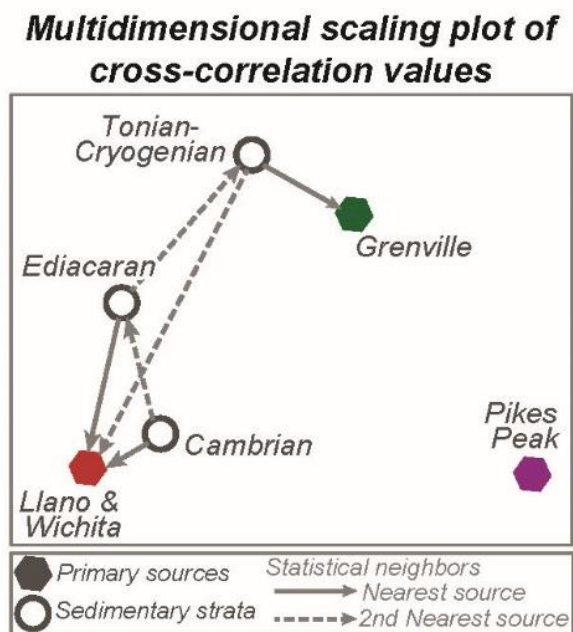 Multidimensional scaling plot of
cross-correlation values
Tonian-
Cryogenian
Grenville
Ediacaran
Cambrian
Pikes
Peak
Llano &
Wichita
Primary sources
Sedimentary strata
Statistical neighbors
Nearest source
2nd Nearest source